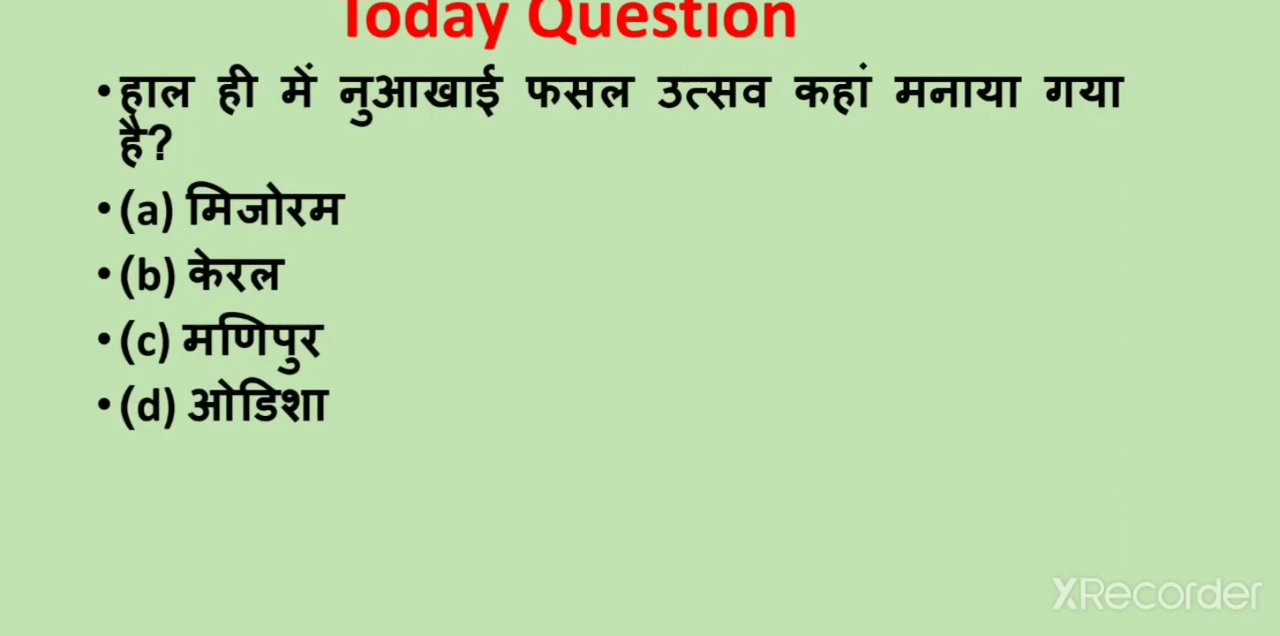 Today Question
•हाल ही में नुआखाई फसल उत्सव कहां मनाया गया
है?
•(a) मिजोरम
•(b) केरल
•(c) मणिपुर
•(d) ओडिशा
XRecorder